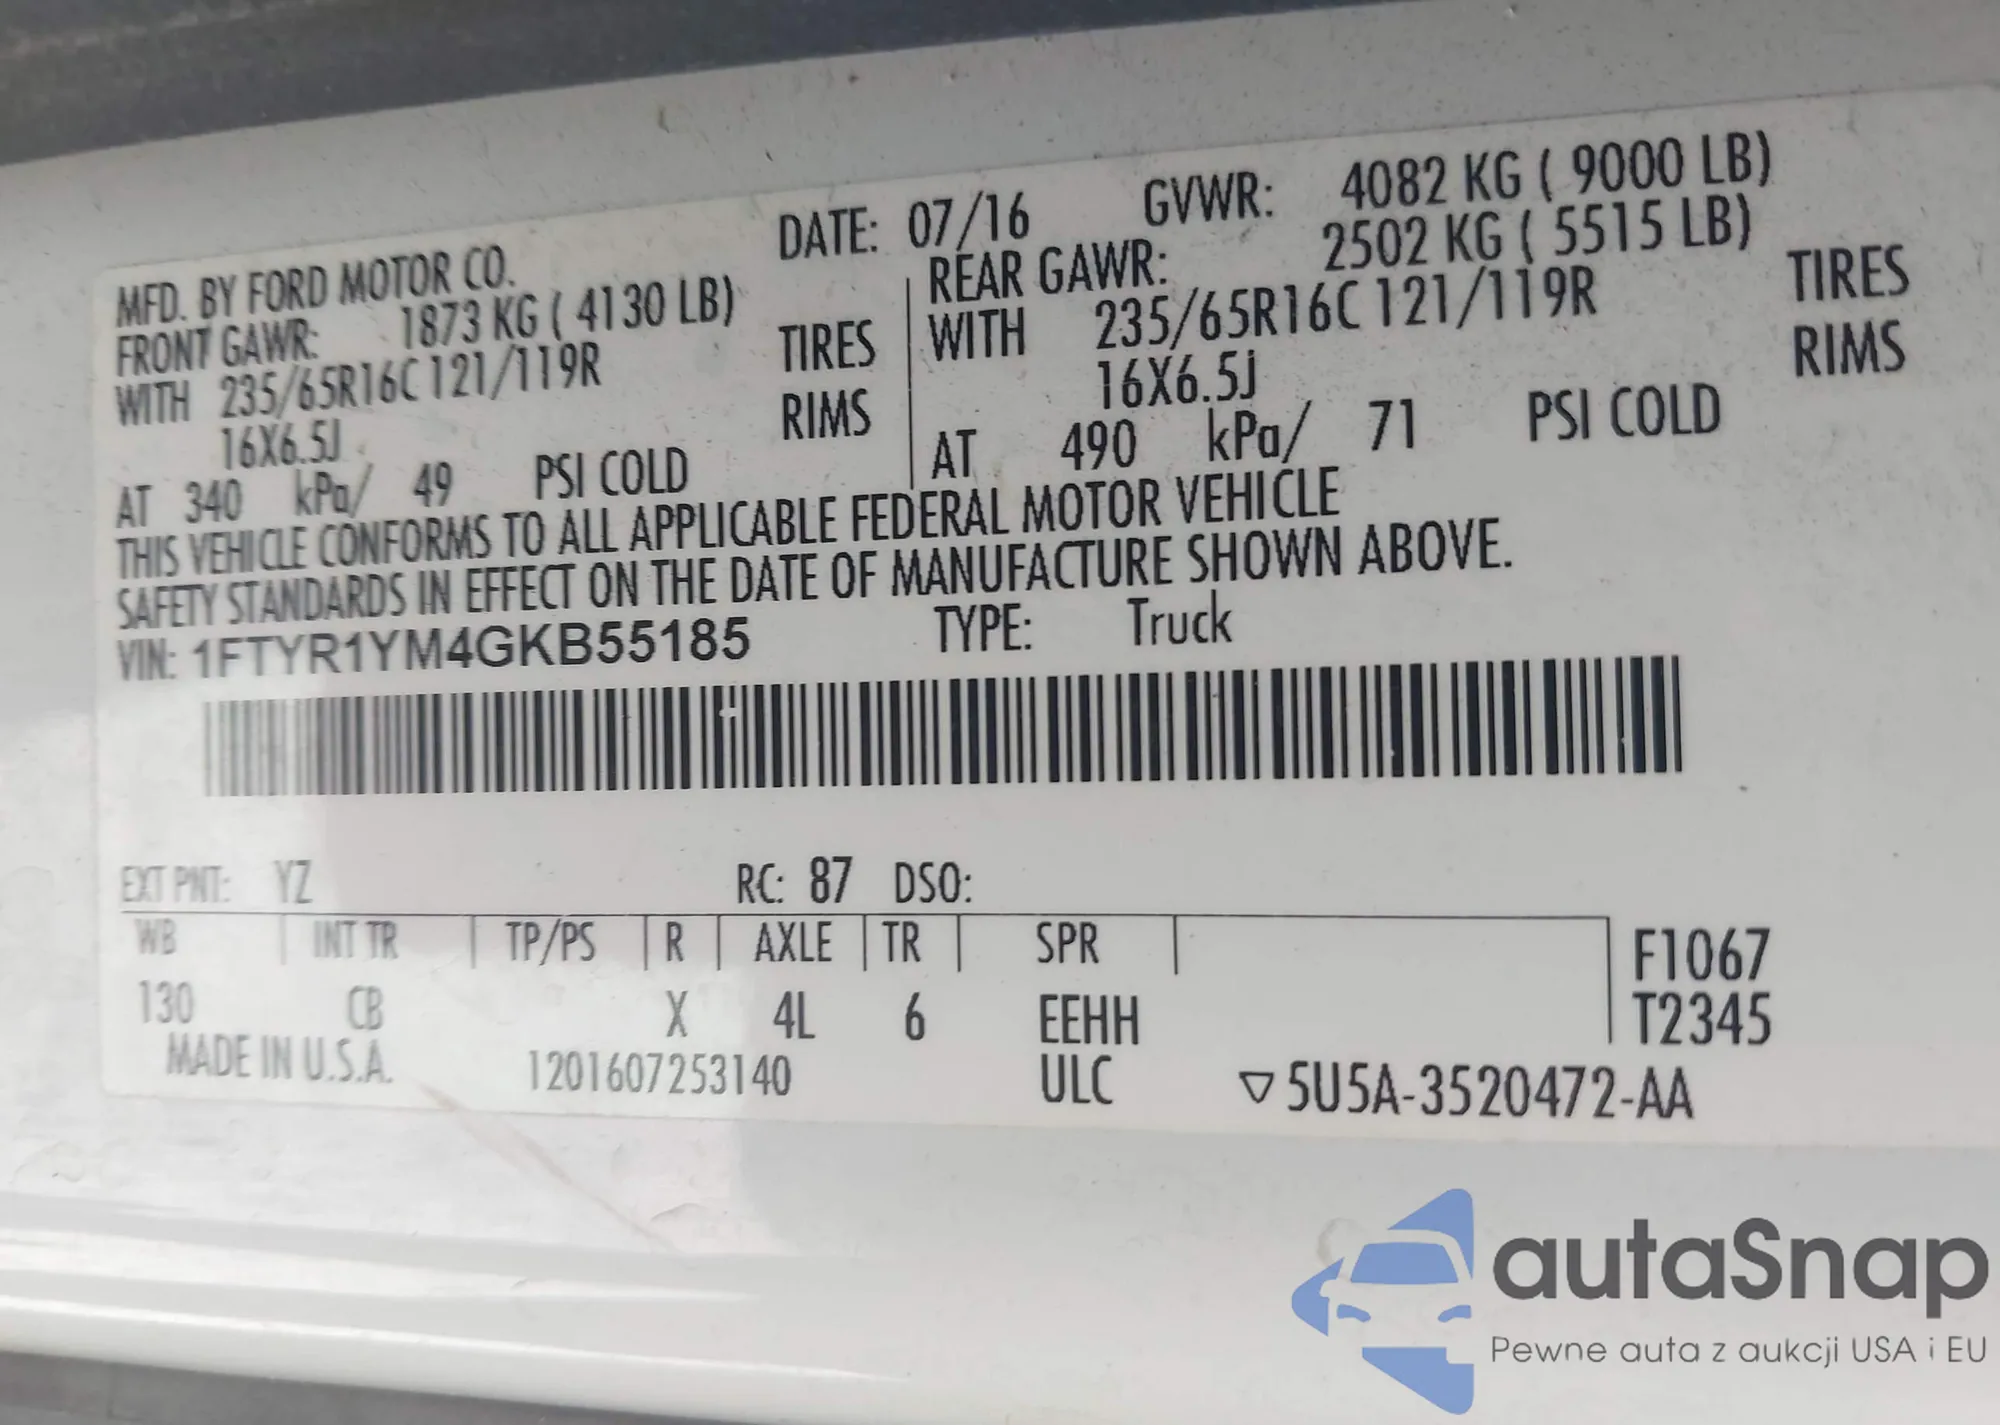 DATE: 07/16 GVWR: 4082 KG ( 9000 LB)
MFD. BY FORD MOTOR CO. REAR GAWR: 2502 KG ( 5515 LB)
FRONT GAWR: 1873 KG ( 4130 LB) WITH 235/65R16C 121/119R TIRES
WITH 235/65R16C 121/119R TIRES 16X6.5J RIMS
16X6.5J RIMS AT 490 kPa/ 71 PSI COLD
AT 340 kPa/ 49 PSI COLD
THIS VEHICLE CONFORMS TO ALL APPLICABLE FEDERAL MOTOR VEHICLE
SAFETY STANDARDS IN EFFECT ON THE DATE OF MANUFACTURE SHOWN ABOVE.
VIN: 1FTYR1YM4GKB55185 TYPE: Truck
EXT PNT: YZ RC: 87 DSO:
WB INT TR TP/PS R AXLE TR SPR F1067
130 CB X 4L 6 EEHH T2345
MADE IN U.S.A. 1201607253140 ULC ▽5U5A-3520472-AA
autaSnap
Pewne auta z aukcji USA i EU